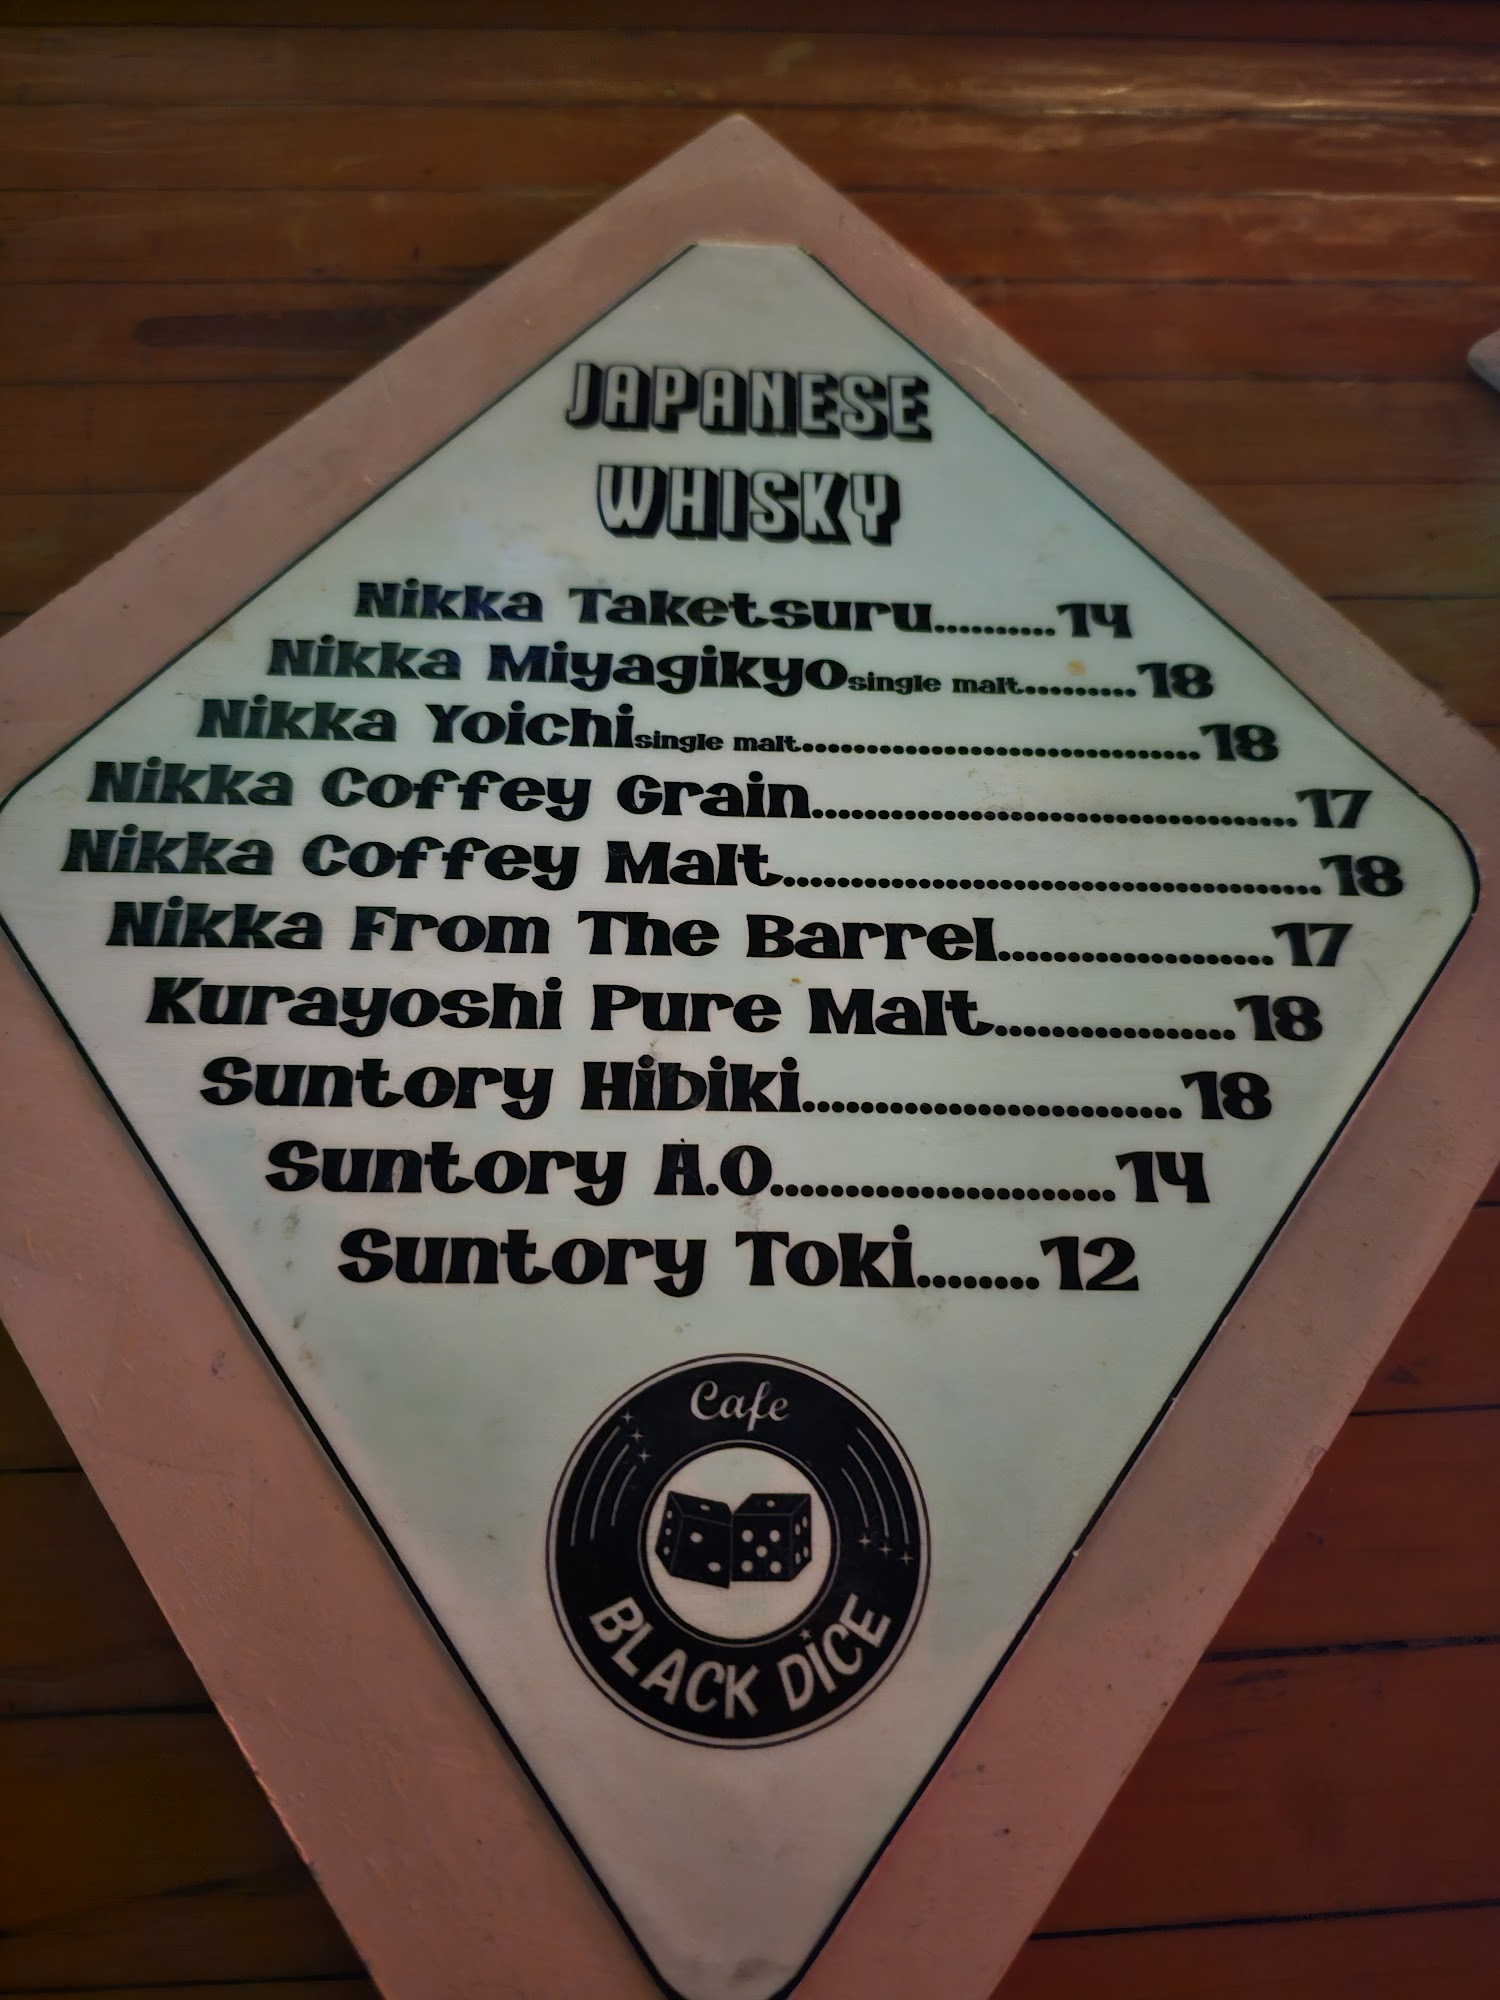 JAPANESE
WHISKY
Nikka Taketsuru..........14
Nikka Miyagikyo single malt.........18
Nikka Yoichi single malt...............................18
Nikka Coffey Grain.......................................17
Nikka Coffey Malt............................................18
Nikka From The Barrel......................17
Kurayoshi Pure Malt...................18
Suntory Hibiki..............................18
Suntory A.O...........................14
Suntory Toki........12
Cafe
BLACK DICE